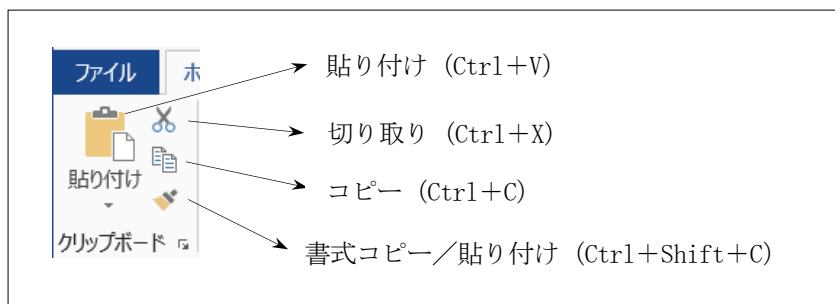 ファイル ホ
貼り付け (Ctrl+V)
切り取り (Ctrl+X)
貼り付け
コピー (Ctrl+C)
クリップボード
書式コピー/貼り付け (Ctrl+Shift+C)